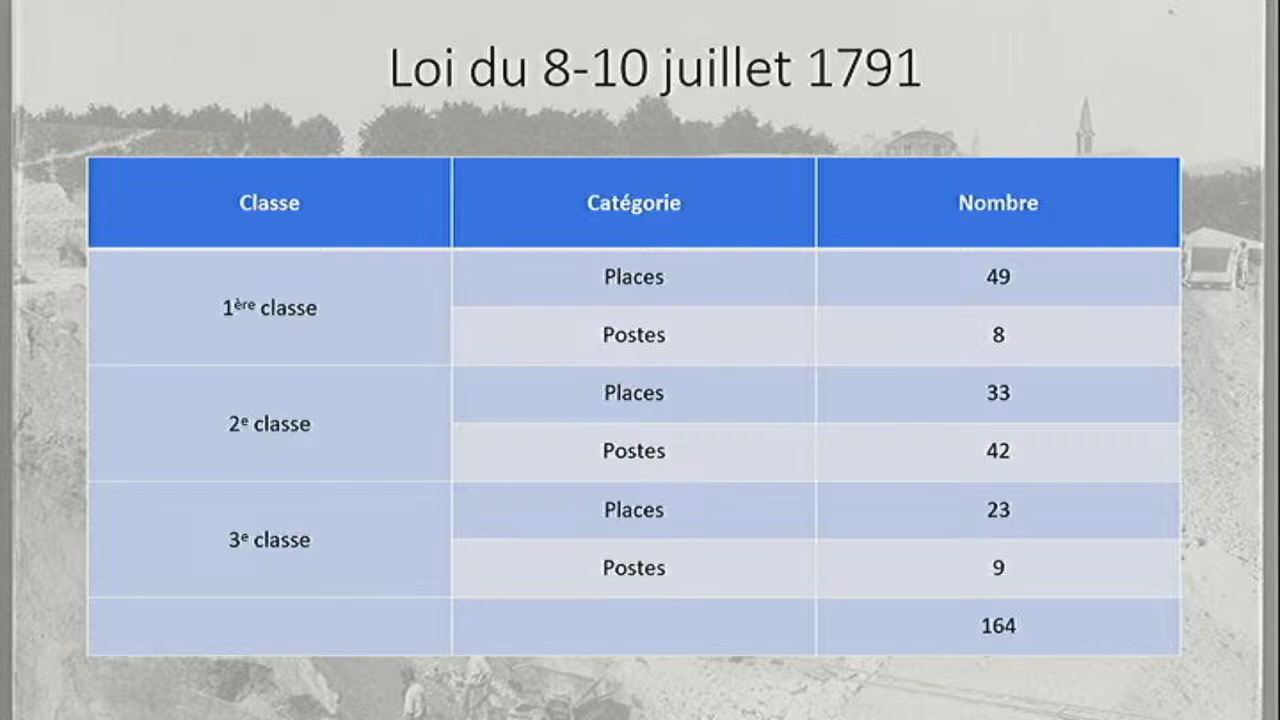 Loi du 8-10 juillet 1791
Classe Catégorie Nombre
1ère classe Places 49
Postes 8
2e classe Places 33
Postes 42
3e classe Places 23
Postes 9
164